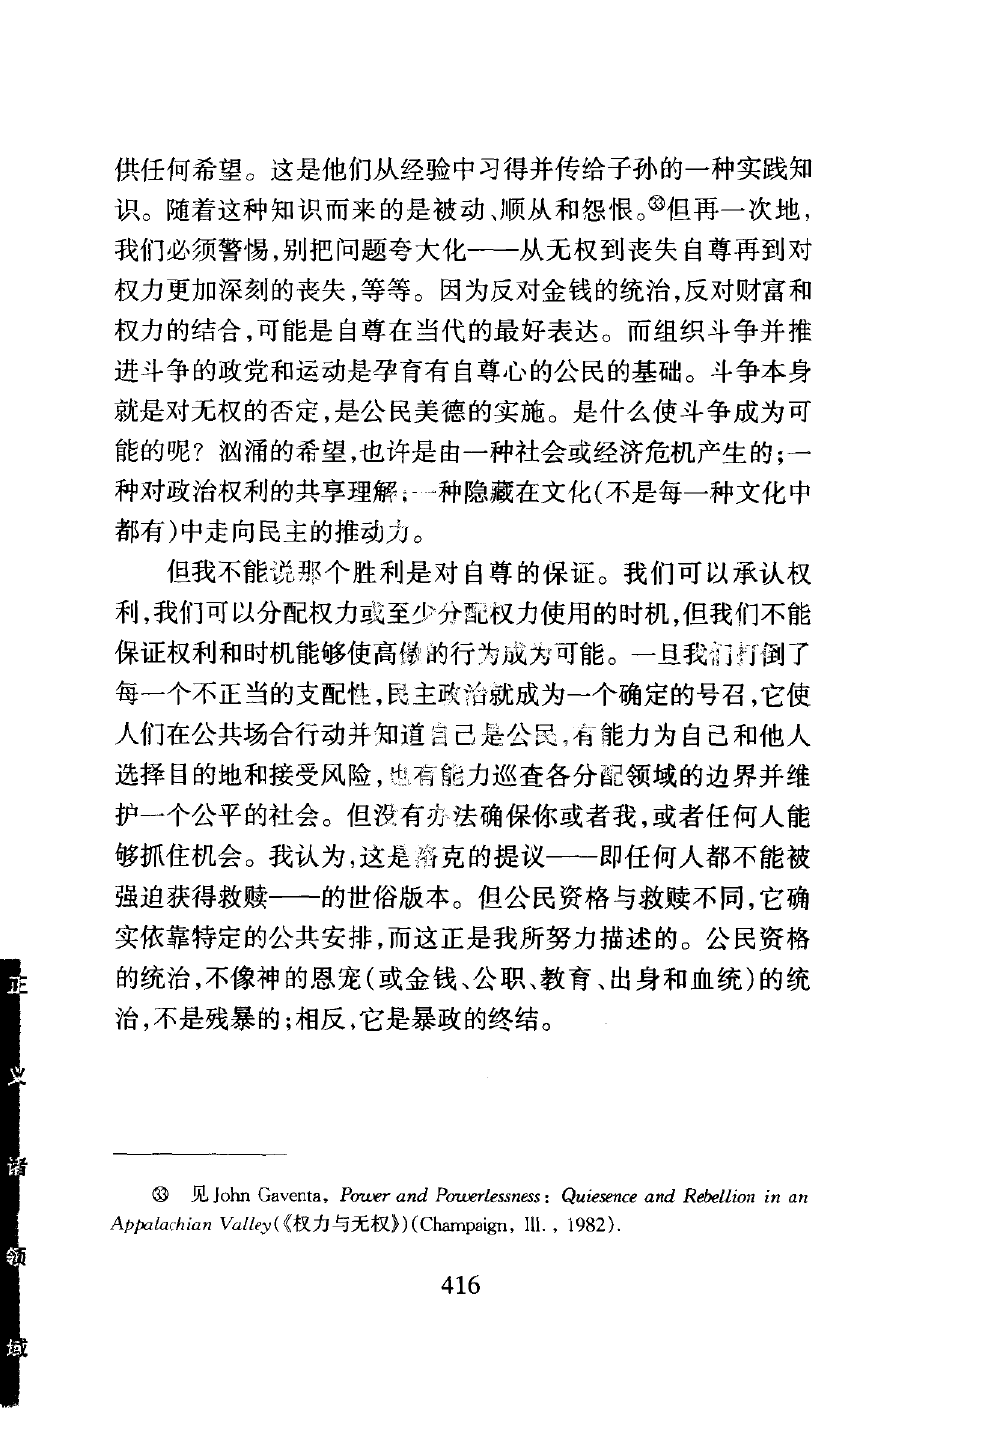 供任何希望。这是他们从经验中习得并传给子孙的一种实践知
识。随着这种知识而来的是被动、顺从和怨恨。㉝但再一次地,
我们必须警惕,别把问题夸大化——从无权到丧失自尊再到对
权力更加深刻的丧失,等等。因为反对金钱的统治,反对财富和
权力的结合,可能是自尊在当代的最好表达。而组织斗争并推
进斗争的政党和运动是孕育有自尊心的公民的基础。斗争本身
就是对无权的否定,是公民美德的实施。是什么使斗争成为可
能的呢?汹涌的希望,也许是由一种社会或经济危机产生的;一
种对政治权利的共享理解;一种隐藏在文化(不是每一种文化中
都有)中走向民主的推动力。
但我不能说那个胜利是对自尊的保证。我们可以承认权
利,我们可以分配权力或至少分配权力使用的时机,但我们不能
保证权利和时机能够使高傲的行为成为可能。一旦我们打倒了
每一个不正当的支配性,民主政治就成为一个确定的号召,它使
人们在公共场合行动并知道自己是公民,有能力为自己和他人
选择目的地和接受风险,也有能力巡查各分配领域的边界并维
护一个公平的社会。但没有办法确保你或者我,或者任何人能
够抓住机会。我认为,这是洛克的提议——即任何人都不能被
强迫获得救赎——的世俗版本。但公民资格与救赎不同,它确
实依靠特定的公共安排,而这正是我所努力描述的。公民资格
的统治,不像神的恩宠(或金钱、公职、教育、出身和血统)的统
治,不是残暴的;相反,它是暴政的终结。
㉝ 见John Gaventa, Power and Powerlessness: Quiesence and Rebellion in an
Appalachian Valley(《权力与无权》)(Champaign, Ill., 1982).
416
正
义
诸
领
域